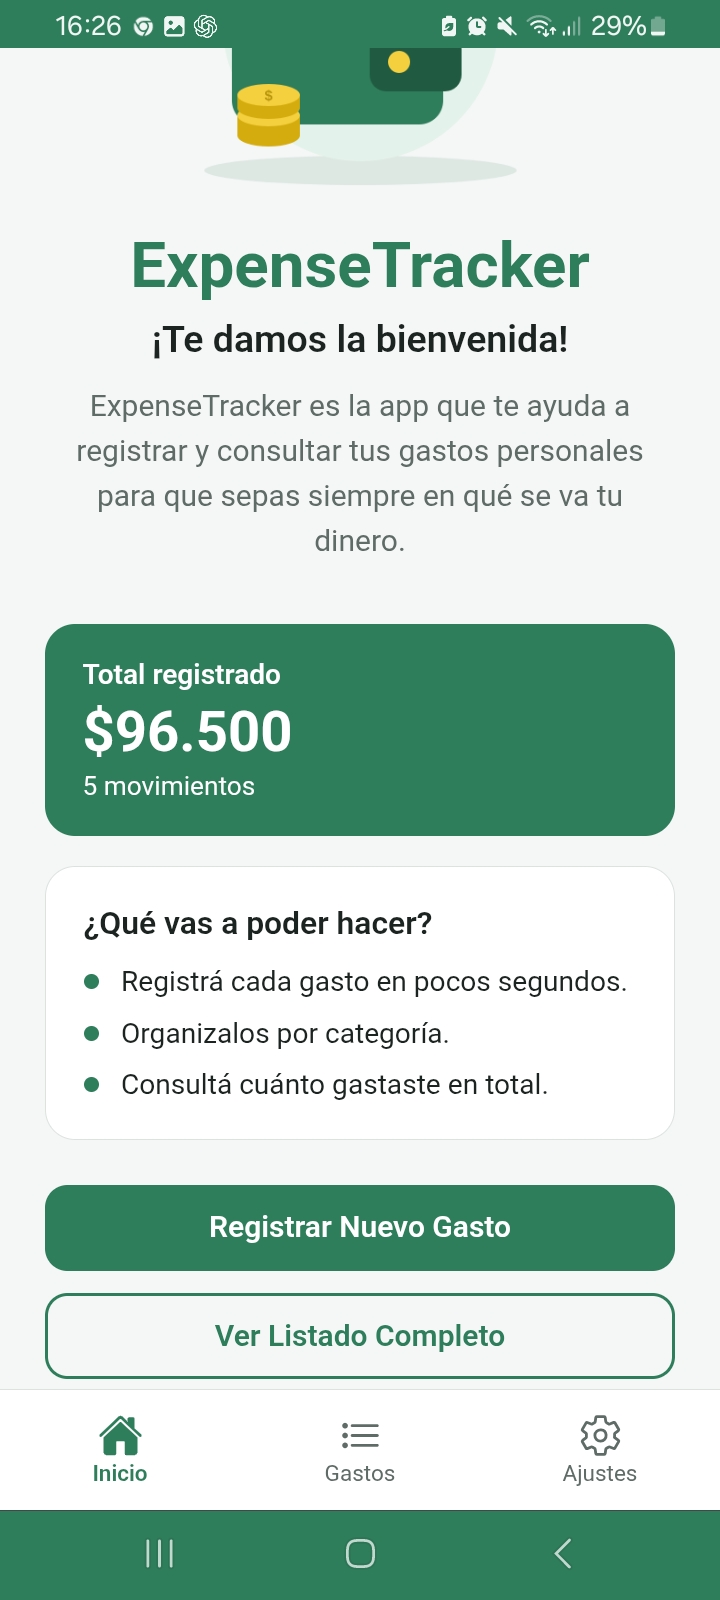 16:26
29%
$
ExpenseTracker
¡Te damos la bienvenida!
ExpenseTracker es la app que te ayuda a
registrar y consultar tus gastos personales
para que sepas siempre en qué se va tu
dinero.
Total registrado
$96.500
5 movimientos
¿Qué vas a poder hacer?
Registrá cada gasto en pocos segundos.
Organizalos por categoría.
Consultá cuánto gastaste en total.
Registrar Nuevo Gasto
Ver Listado Completo
Inicio
Gastos
Ajustes